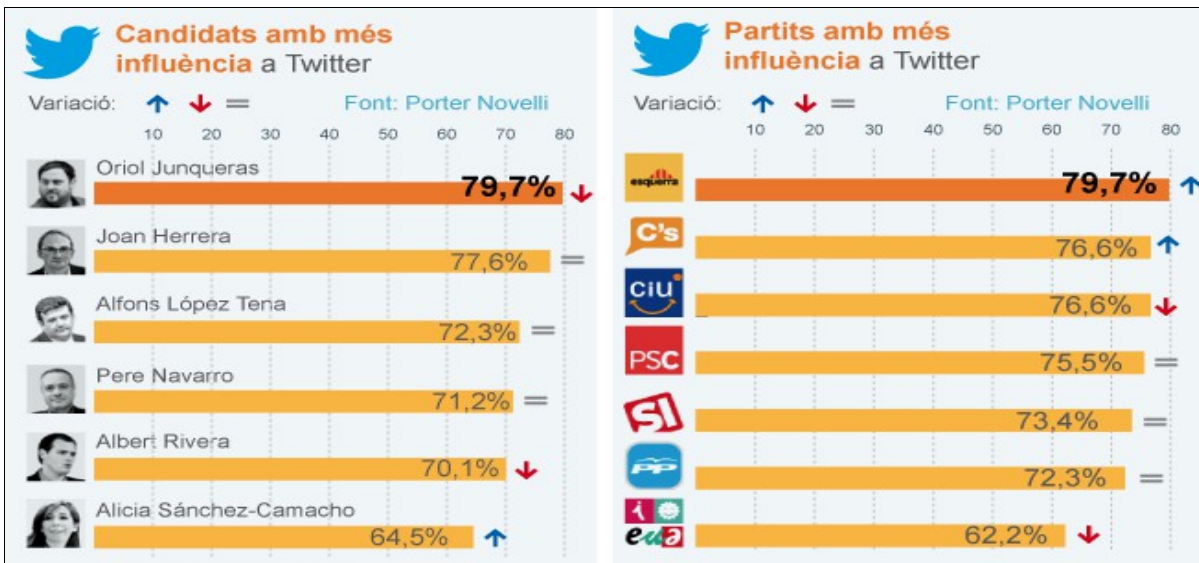 Candidats amb més
influència a Twitter
Variació: ↑ ↓ =
Font: Porter Novelli
10 20 30 40 50 60 70 80
Oriol Junqueras
79,7% ↓
Joan Herrera
77,6% =
Alfons López Tena
72,3% =
Pere Navarro
71,2% =
Albert Rivera
70,1% ↓
Alicia Sánchez-Camacho
64,5% ↑
Partits amb més
influència a Twitter
Variació: ↑ ↓ =
Font: Porter Novelli
10 20 30 40 50 60 70 80
esquerra
79,7% ↑
C's
76,6% ↑
CiU
76,6% ↓
PSC
75,5% =
SI
73,4% =
PP
72,3% =
i
eua
62,2% ↓